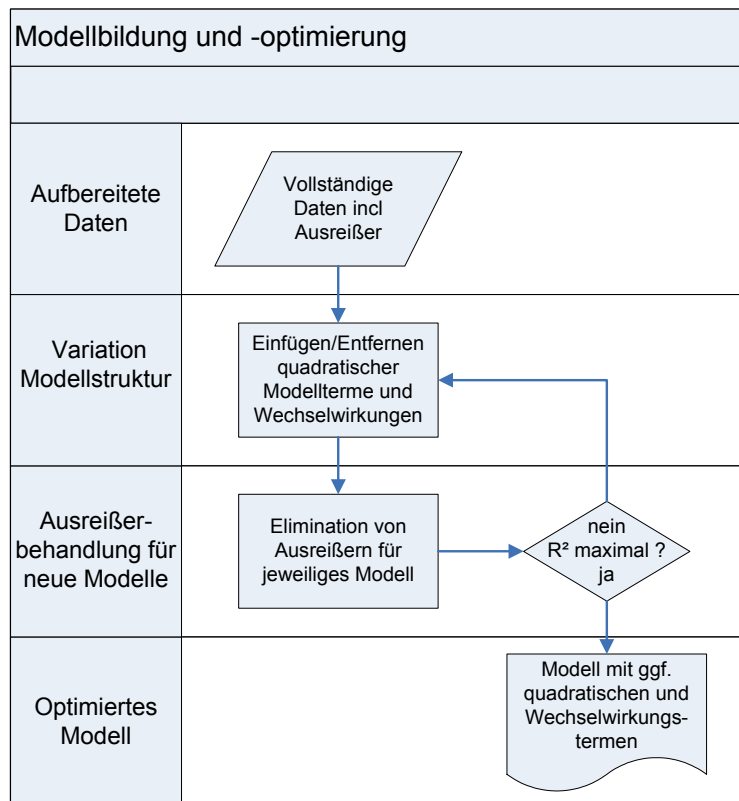 Modellbildung und -optimierung
Aufbereitete
Daten
Vollständige
Daten incl
Ausreißer
Variation
Modellstruktur
Einfügen/Entfernen
quadratischer
Modellterme und
Wechselwirkungen
Ausreißer-
behandlung für
neue Modelle
Elimination von
Ausreißern für
jeweiliges Modell
nein
R² maximal ?
ja
Optimiertes
Modell
Modell mit ggf.
quadratischen und
Wechselwirkungs-
termen